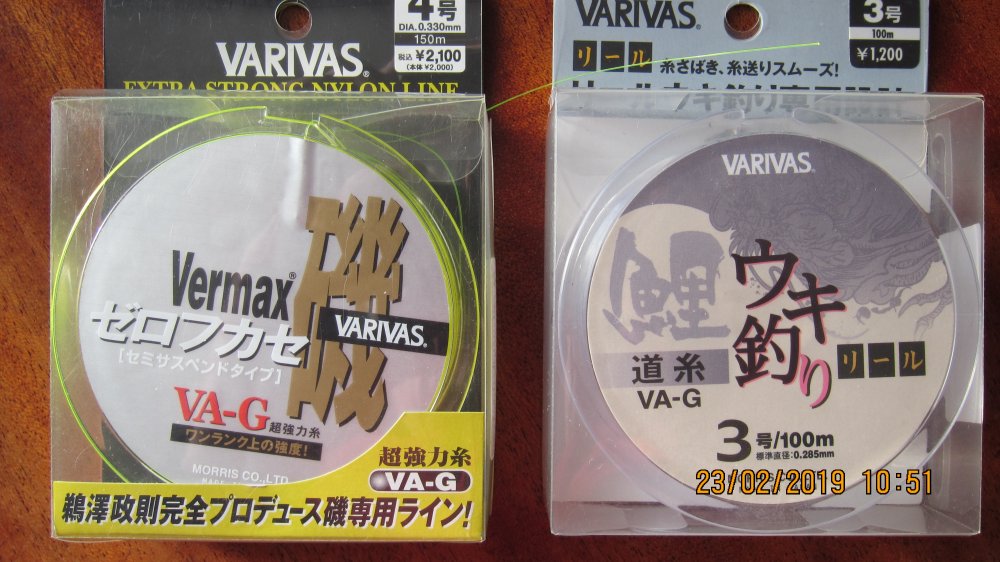 4号
DIA.0.330mm
150m
税込 ¥2,100
(本体 ¥2,000)
VARIVAS®
EXTRA STRONG NYLON LINE
Vermax®
磯
ゼロフカセ
VARIVAS®
[セミサスペンドタイプ]
VA-G 超強力糸
ワンランク上の強度!
MORRIS CO.,LTD.
超強力糸
VA-G
鵜澤政則完全プロデュース磯専用ライン!
VARIVAS®
3号
100m
¥1,200
リール 糸さばき、糸送りスムーズ!
VARIVAS®
鯉
ウキ釣り
リール
道糸
VA-G
3号/100m
標準直径:0.285mm
23/02/2019 10:51